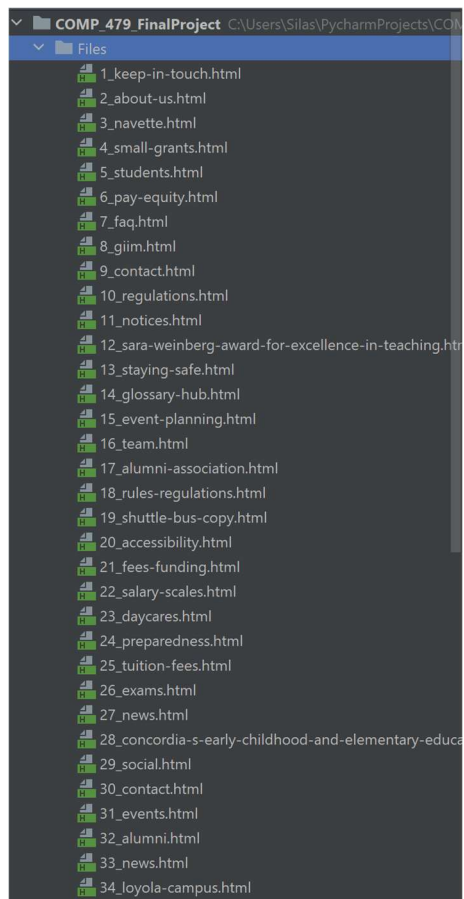 COMP_479_FinalProject C:\Users\Silas\PycharmProjects\COM
Files
1_keep-in-touch.html
2_about-us.html
3_navette.html
4_small-grants.html
5_students.html
6_pay-equity.html
7_faq.html
8_giim.html
9_contact.html
10_regulations.html
11_notices.html
12_sara-weinberg-award-for-excellence-in-teaching.htm
13_staying-safe.html
14_glossary-hub.html
15_event-planning.html
16_team.html
17_alumni-association.html
18_rules-regulations.html
19_shuttle-bus-copy.html
20_accessibility.html
21_fees-funding.html
22_salary-scales.html
23_daycares.html
24_preparedness.html
25_tuition-fees.html
26_exams.html
27_news.html
28_concordia-s-early-childhood-and-elementary-educa
29_social.html
30_contact.html
31_events.html
32_alumni.html
33_news.html
34_loyola-campus.html